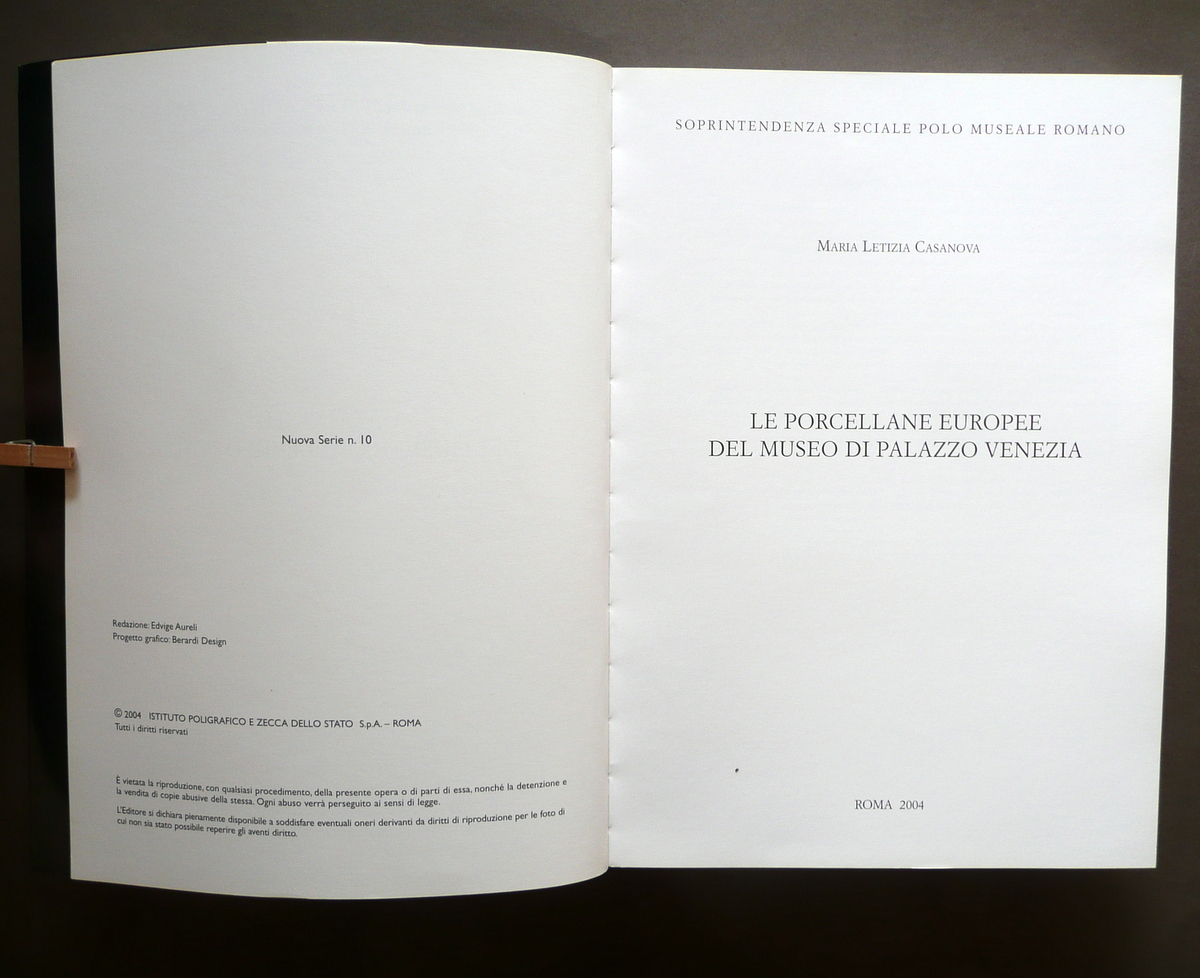 Nuova Serie n. 10
Redazione: Edvige Aureli
Progetto grafico: Berardi Design
© 2004 ISTITUTO POLIGRAFICO E ZECCA DELLO STATO S.p.A. – ROMA
Tutti i diritti riservati
È vietata la riproduzione, con qualsiasi procedimento, della presente opera o di parti di essa, nonché la detenzione e
la vendita di copie abusive della stessa. Ogni abuso verrà perseguito ai sensi di legge.
L'Editore si dichiara pienamente disponibile a soddisfare eventuali oneri derivanti da diritti di riproduzione per le foto di
cui non sia stato possibile reperire gli aventi diritto.
SOPRINTENDENZA SPECIALE POLO MUSEALE ROMANO
MARIA LETIZIA CASANOVA
LE PORCELLANE EUROPEE
DEL MUSEO DI PALAZZO VENEZIA
ROMA 2004